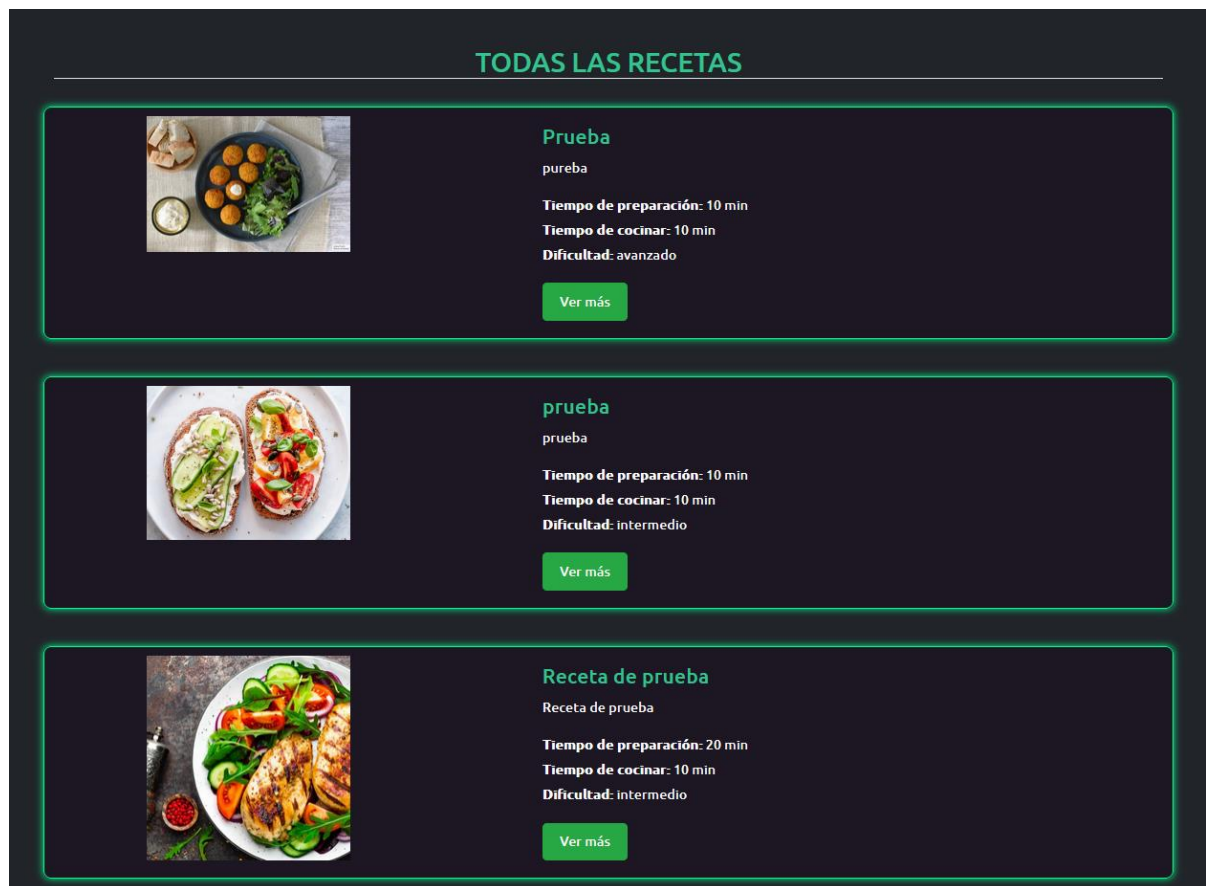 TODAS LAS RECETAS
Prueba
pureba
Tiempo de preparación: 10 min
Tiempo de cocinar: 10 min
Dificultad: avanzado
Ver más
prueba
prueba
Tiempo de preparación: 10 min
Tiempo de cocinar: 10 min
Dificultad: intermedio
Ver más
Receta de prueba
Receta de prueba
Tiempo de preparación: 20 min
Tiempo de cocinar: 10 min
Dificultad: intermedio
Ver más